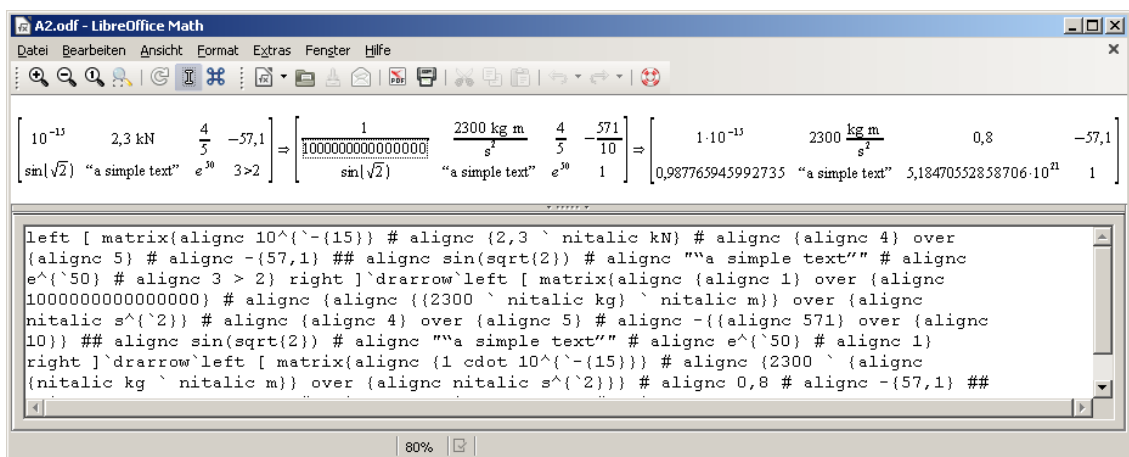 A2.odf - LibreOffice Math
Datei Bearbeiten Ansicht Format Extras Fenster Hilfe
PDF
[ 10^-15 2,3 kN 4/5 −57,1 ] ⇒ [ 1/1000000000000000 2300 kg m/s^2 4/5 −571/10 ] ⇒ [ 1·10^-15 2300 kg m/s^2 0,8 −57,1 ]
[ sin(√2) “a simple text” e^50 3>2 ] [ sin(√2) “a simple text” e^50 1 ] [ 0,987765945992735 “a simple text” 5,18470552858706·10^21 1 ]
left [ matrix{alignc 10^{`-{15}} # alignc {2,3 ` nitalic kN} # alignc {alignc 4} over
{alignc 5} # alignc -{57,1} ## alignc sin(sqrt{2}) # alignc "“a simple text”" # alignc
e^{`50} # alignc 3 > 2} right ]`drarrow`left [ matrix{alignc {alignc 1} over {alignc
1000000000000000} # alignc {alignc {{2300 ` nitalic kg} ` nitalic m}} over {alignc
nitalic s^{`2}} # alignc {alignc 4} over {alignc 5} # alignc -{{alignc 571} over {alignc
10}} ## alignc sin(sqrt{2}) # alignc "“a simple text”" # alignc e^{`50} # alignc 1}
right ]`drarrow`left [ matrix{alignc {1 cdot 10^{`-{15}}} # alignc {2300 ` {alignc
{nitalic kg ` nitalic m}} over {alignc nitalic s^{`2}}} # alignc 0,8 # alignc -{57,1} ##
80%